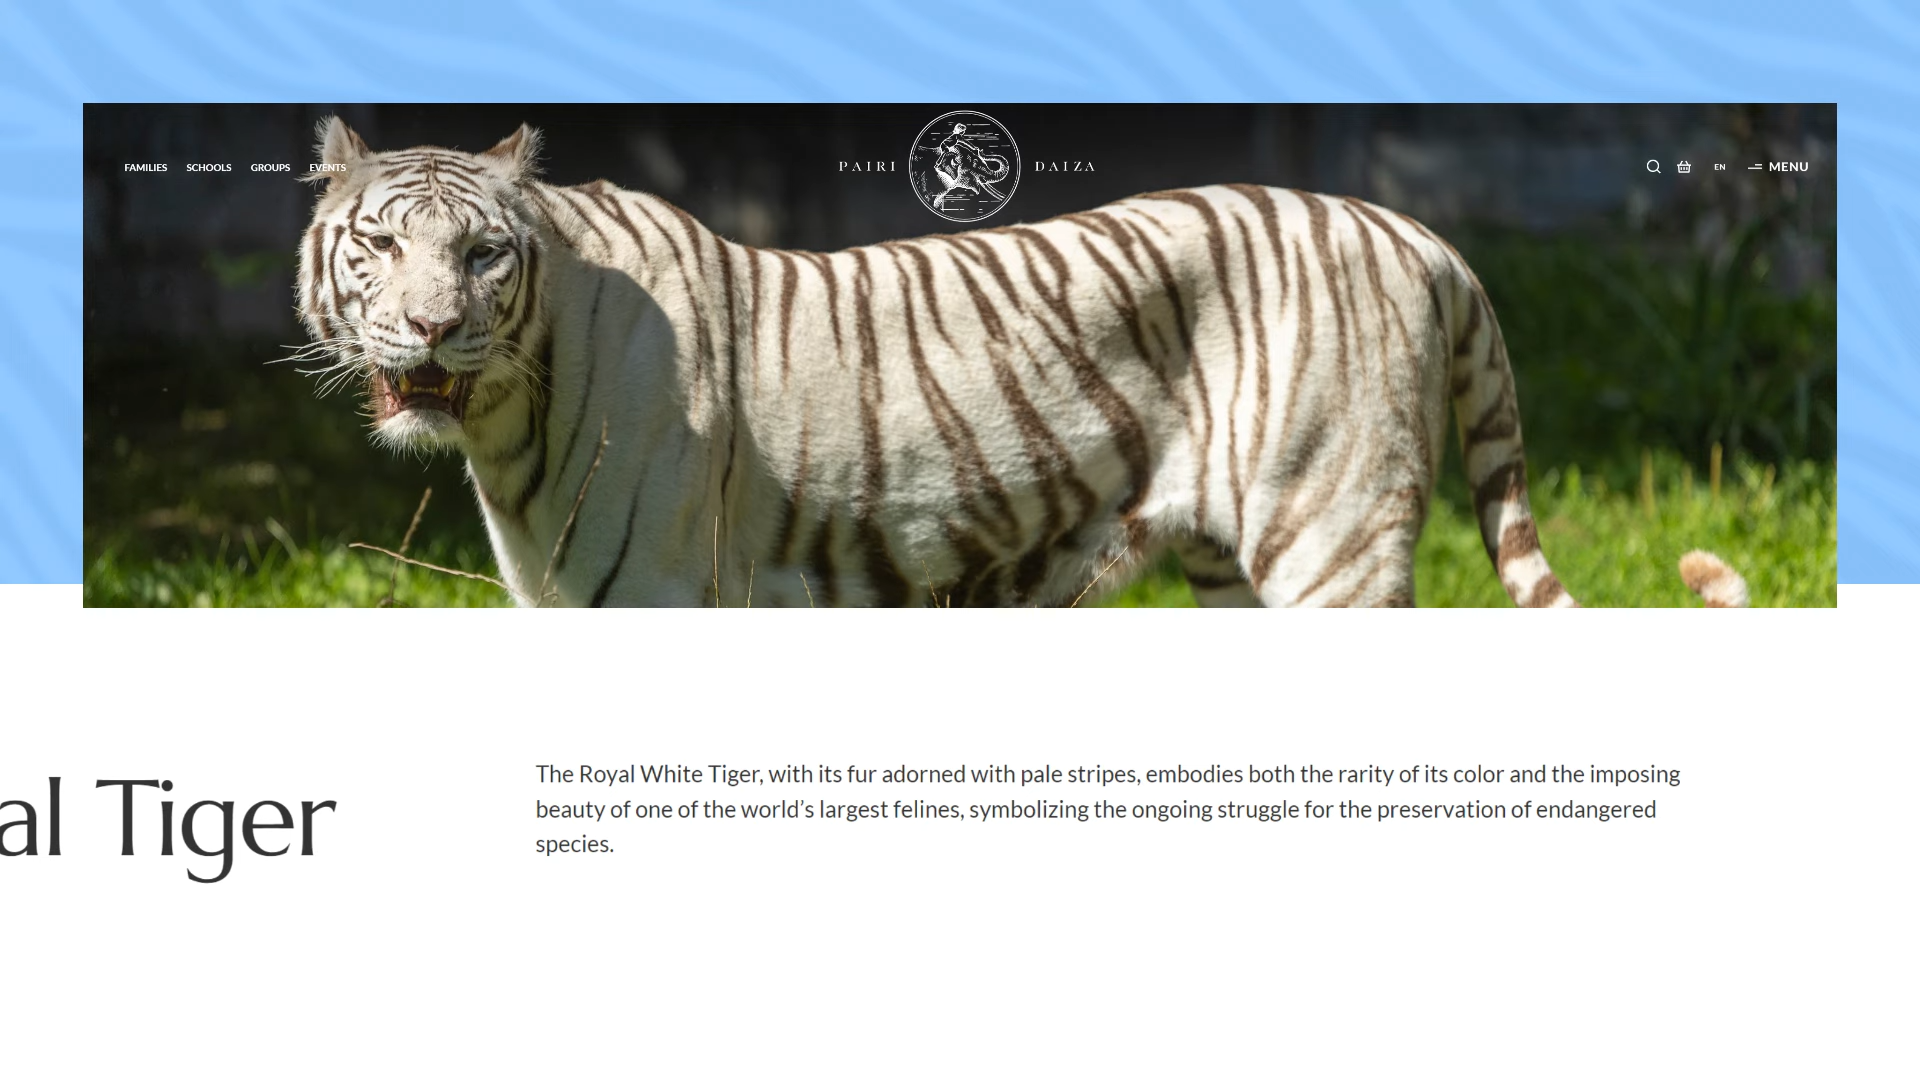 FAMILIES SCHOOLS GROUPS EVENTS
PAIRI DAIZA
EN MENU
al Tiger
The Royal White Tiger, with its fur adorned with pale stripes, embodies both the rarity of its color and the imposing
beauty of one of the world’s largest felines, symbolizing the ongoing struggle for the preservation of endangered
species.